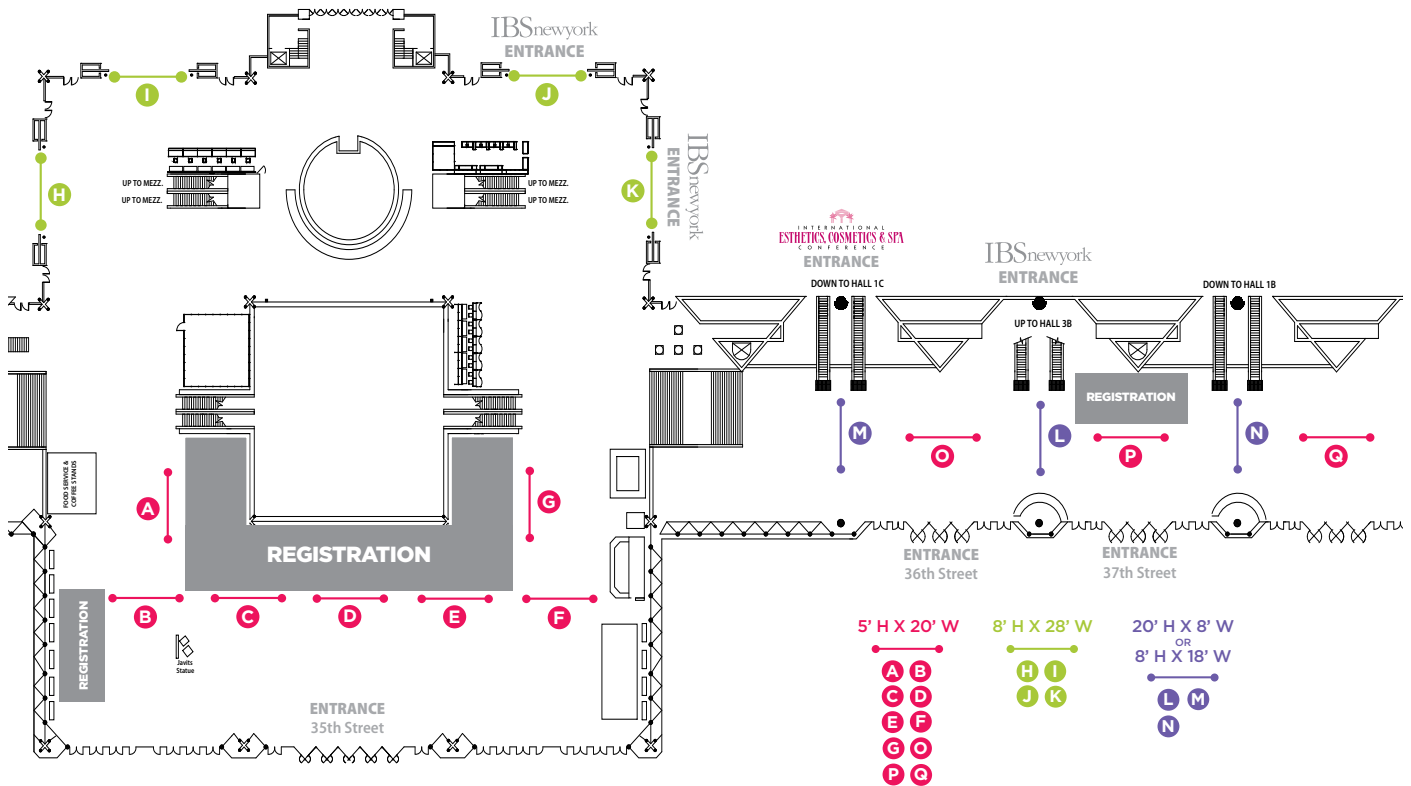 IBSnewyork
ENTRANCE
I
J
H
K
UP TO MEZZ.
UP TO MEZZ.
UP TO MEZZ.
UP TO MEZZ.
IBSnewyork
ENTRANCE
INTERNATIONAL
ESTHETICS, COSMETICS & SPA
CONFERENCE
ENTRANCE
DOWN TO HALL 1C
IBSnewyork
ENTRANCE
UP TO HALL 3B
DOWN TO HALL 1B
REGISTRATION
M
O
L
P
N
Q
FOOD SERVICE &
COFFEE STANDS
A
G
REGISTRATION
B
C
D
E
F
REGISTRATION
Javits
Statue
ENTRANCE
35th Street
ENTRANCE
36th Street
ENTRANCE
37th Street
5' H X 20' W
A B
C D
E F
G O
P Q
8' H X 28' W
H I
J K
20' H X 8' W
OR
8' H X 18' W
L M
N